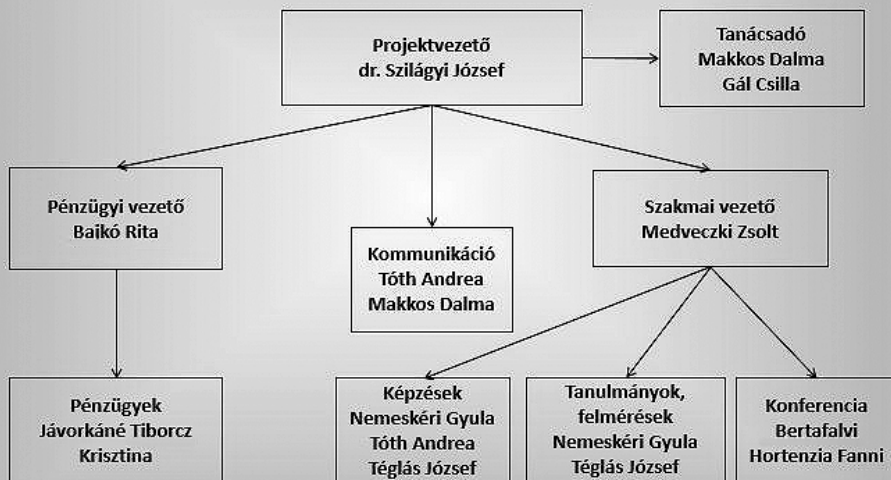 Projektvezető
dr. Szilágyi József
Tanácsadó
Makkos Dalma
Gál Csilla
Pénzügyi vezető
Bajkó Rita
Kommunikáció
Tóth Andrea
Makkos Dalma
Szakmai vezető
Medveczki Zsolt
Pénzügyek
Jávorkáné Tiborcz
Krisztina
Képzések
Nemeskéri Gyula
Tóth Andrea
Téglás József
Tanulmányok,
felmérések
Nemeskéri Gyula
Téglás József
Konferencia
Bertafalvi
Hortenzia Fanni